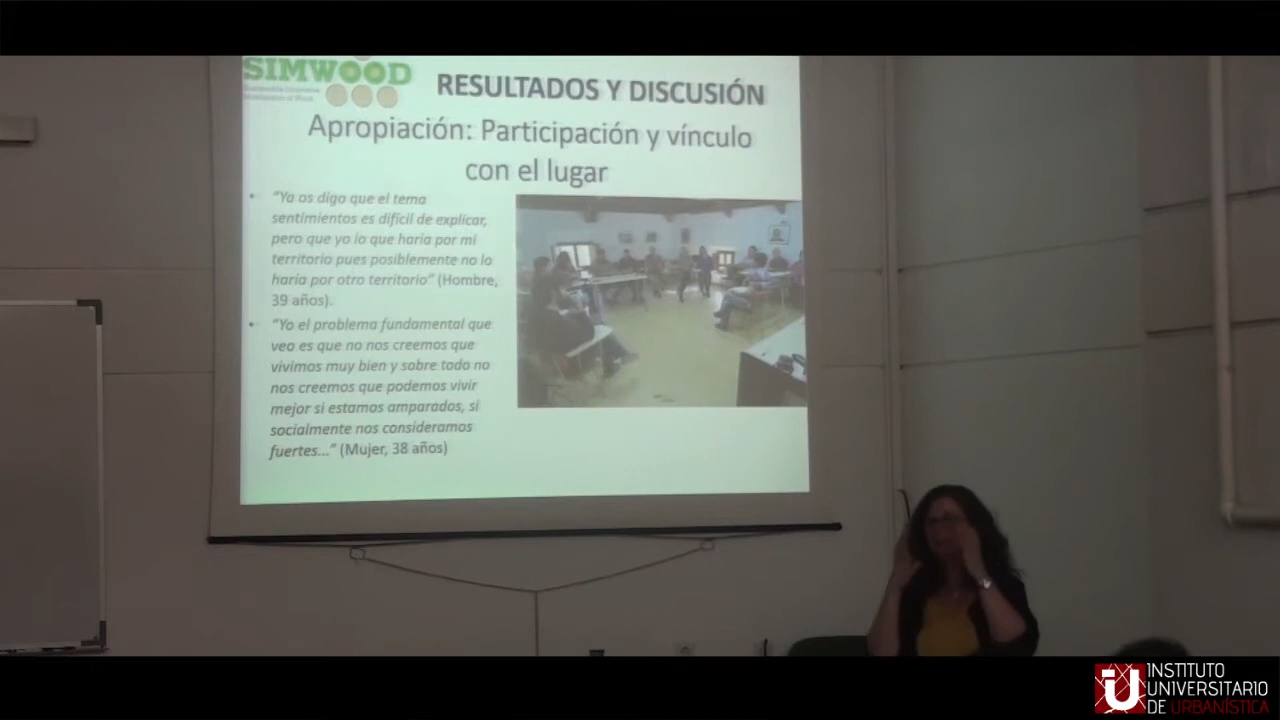 SIMWOOD
RESULTADOS Y DISCUSIÓN
Apropiación: Participación y vínculo
con el lugar
"Ya os digo que el tema
sentimientos es difícil de explicar,
pero que yo lo que haría por mi
territorio pues posiblemente no lo
haría por otro territorio" (Hombre,
39 años).
"Yo el problema fundamental que
veo es que no nos creemos que
vivimos muy bien y sobre todo no
nos creemos que podemos vivir
mejor si estamos amparados, si
socialmente nos consideramos
fuertes..." (Mujer, 38 años)
INSTITUTO
UNIVERSITARIO
DE URBANÍSTICA